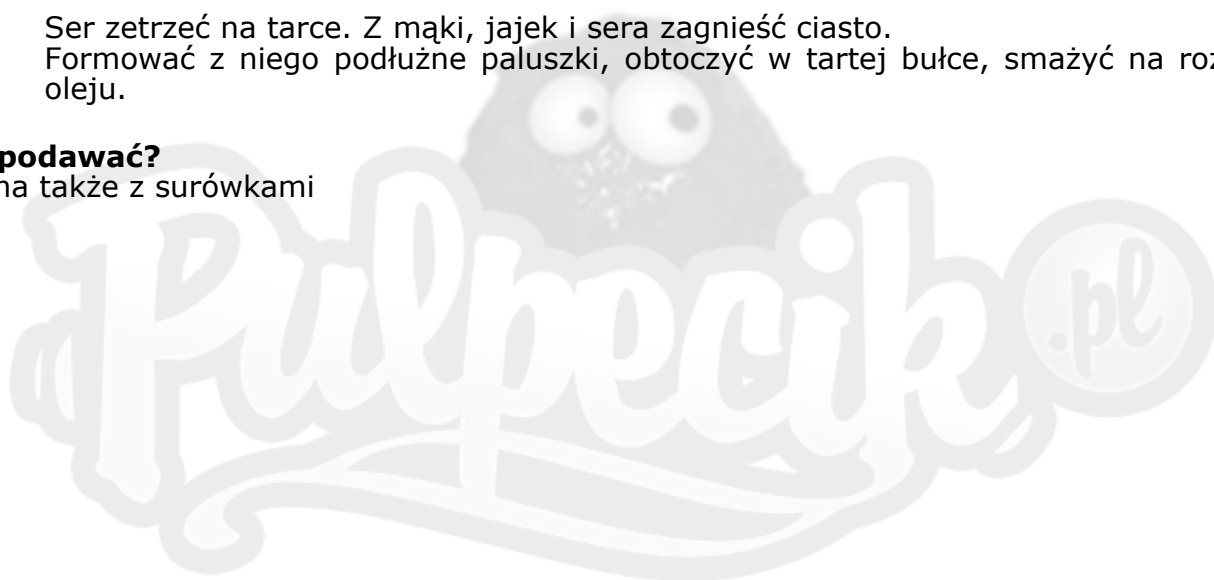 Ser zetrzeć na tarce. Z mąki, jajek i sera zagnieść ciasto.
Formować z niego podłużne paluszki, obtoczyć w tartej bułce, smażyć na
oleju.
podawać?
także z surówkami
Pulpecik.pl